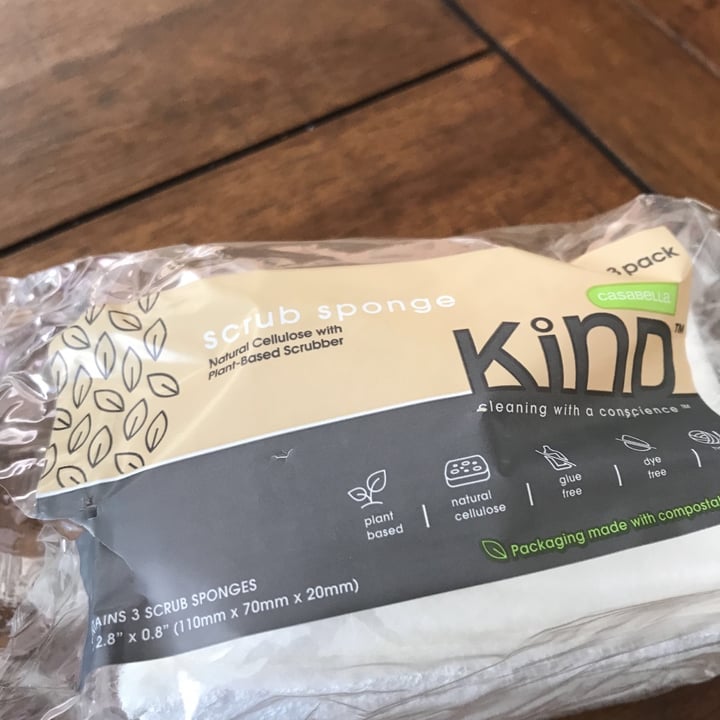 3 pack
casaBELLA
scrub sponge
Natural Cellulose with
Plant-Based Scrubber
KinD™
cleaning with a conscience™
plant
based
natural
cellulose
glue
free
dye
free
Packaging made with
AINS 3 SCRUB SPONGES
2.8" x 0.8" (110mm x 70mm x 20mm)